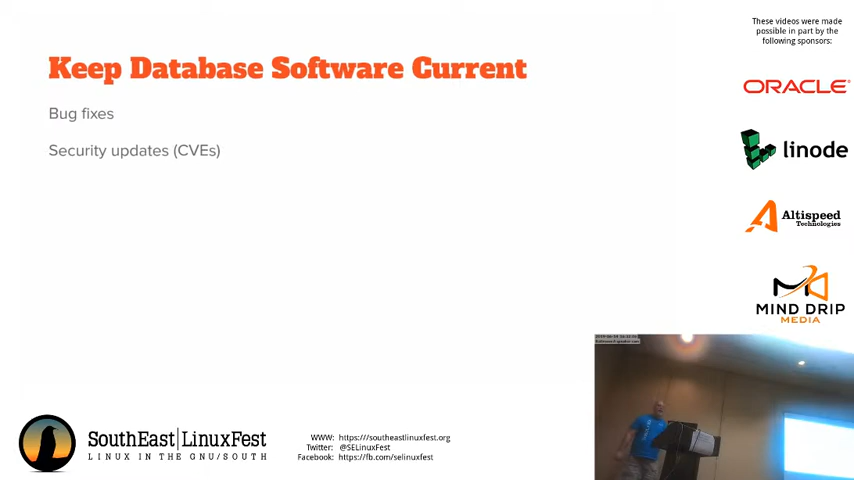 Keep Database Software Current
Bug fixes
Security updates (CVEs)
These videos were made
possible in part by the
following sponsors:
ORACLE®
linode
Altispeed
Technologies
MIND DRIP
MEDIA
SouthEast|LinuxFest
LINUX IN THE GNU/SOUTH
WWW: https:///southeastlinuxfest.org
Twitter: @SELinuxFest
Facebook: https://fb.com/selinuxfest